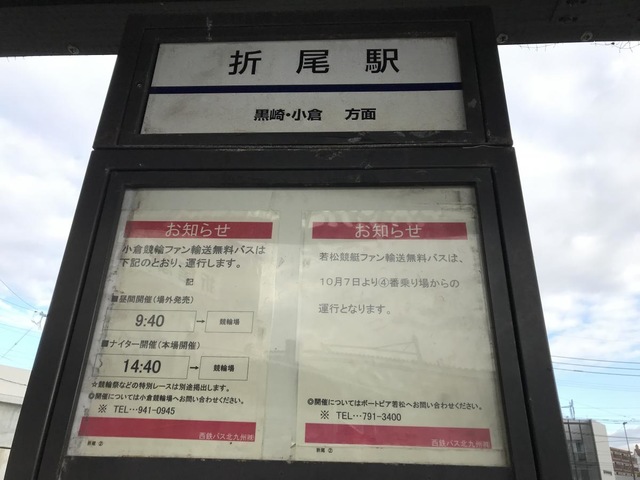 折尾駅
黒崎・小倉 方面
お知らせ
小倉競輪ファン輸送無料バスは
下記のとおり、運行します。
記
■昼間開催(場外発売)
9:40 → 競輪場
■ナイター開催(本場開催)
14:40 → 競輪場
☆競輪祭などの特別レースは別途掲出します。
◎開催については小倉競輪場へお問い合わせください。
※ TEL…941-0945
西鉄バス北九州㈱
折尾 ②
お知らせ
若松競艇ファン輸送無料バスは、
10月7日より④番乗り場からの
運行となります。
◎開催についてはボートピア若松へお問い合わせください。
※ TEL…791-3400
西鉄バス北九州㈱
折尾 ②